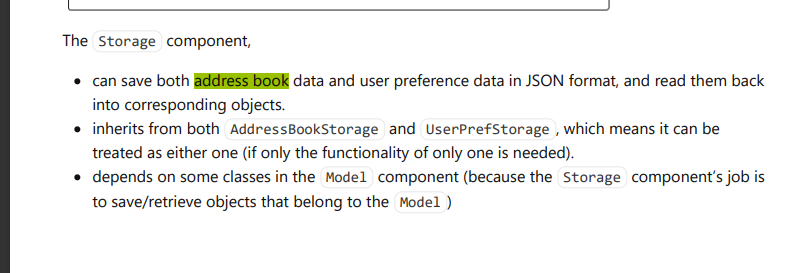 The Storage component,
can save both address book data and user preference data in JSON format, and read them back
into corresponding objects.
inherits from both AddressBookStorage and UserPrefStorage , which means it can be
treated as either one (if only the functionality of only one is needed).
depends on some classes in the Model component (because the Storage component's job is
to save/retrieve objects that belong to the Model )